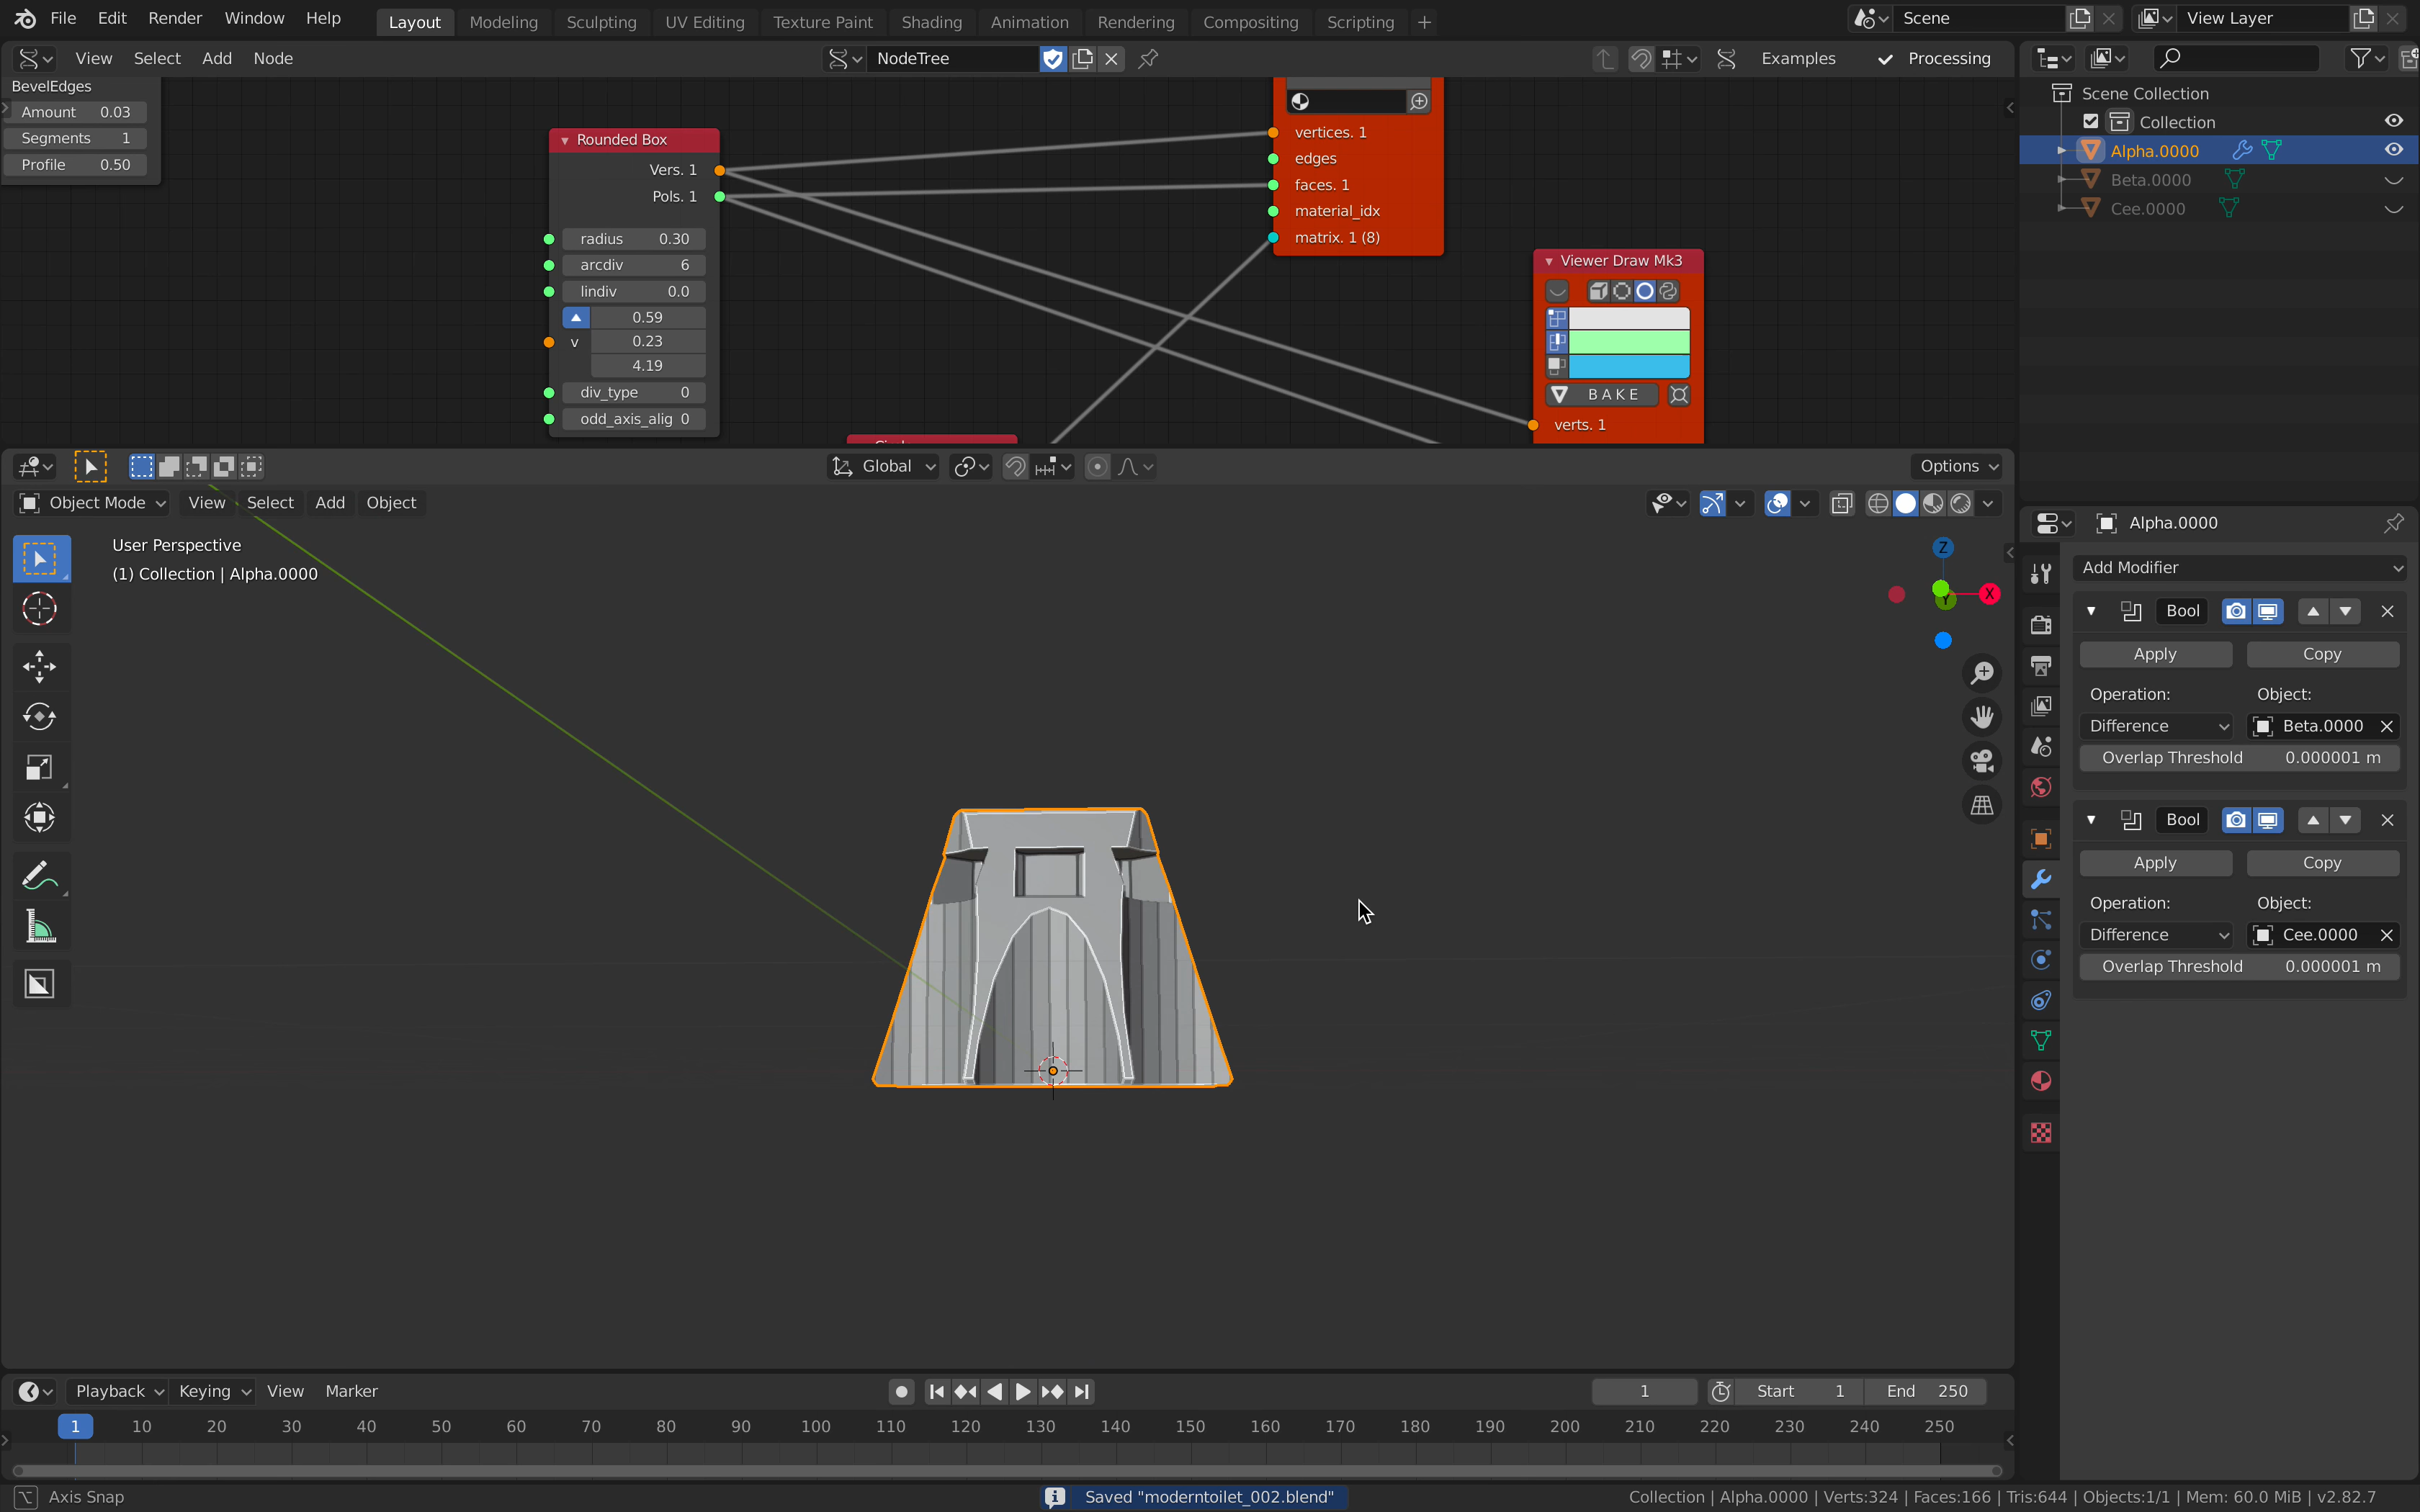 File Edit Render Window Help Layout Modeling Sculpting UV Editing Texture Paint Shading Animation Rendering Compositing Scripting + Scene View Layer
View Select Add Node NodeTree Examples Processing
BevelEdges
Amount 0.03
Segments 1
Profile 0.50
Rounded Box
Vers. 1
Pols. 1
radius 0.30
arcdiv 6
lindiv 0.0
0.59
v 0.23
4.19
div_type 0
odd_axis_alig 0
vertices. 1
edges
faces. 1
material_idx
matrix. 1 (8)
Viewer Draw Mk3
BAKE
verts. 1
Scene Collection
Collection
Alpha.0000
Beta.0000
Cee.0000
Global Options
Object Mode View Select Add Object
User Perspective
(1) Collection | Alpha.0000
Z
X
Y
Alpha.0000
Add Modifier
Bool
Apply Copy
Operation: Object:
Difference Beta.0000
Overlap Threshold 0.000001 m
Bool
Apply Copy
Operation: Object:
Difference Cee.0000
Overlap Threshold 0.000001 m
Playback Keying View Marker 1 Start 1 End 250
1 10 20 30 40 50 60 70 80 90 100 110 120 130 140 150 160 170 180 190 200 210 220 230 240 250
Axis Snap Saved "moderntoilet_002.blend" Collection | Alpha.0000 | Verts:324 | Faces:166 | Tris:644 | Objects:1/1 | Mem: 60.0 MiB | v2.82.7